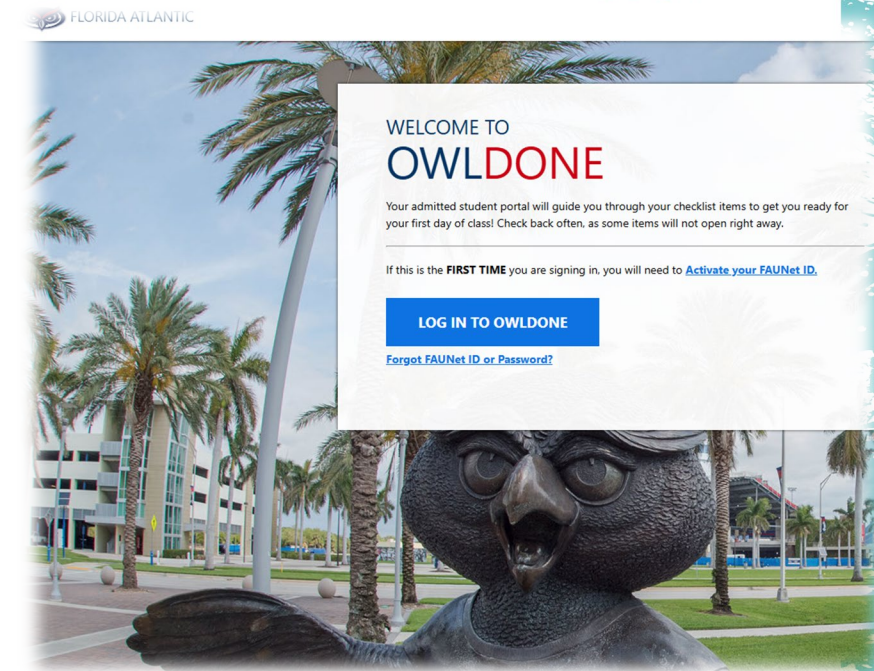 FLORIDA ATLANTIC
WELCOME TO
OWLDONE
Your admitted student portal will guide you through your checklist items to get you ready for
your first day of class! Check back often, as some items will not open right away.
If this is the FIRST TIME you are signing in, you will need to Activate your FAUNet ID.
LOG IN TO OWLDONE
Forgot FAUNet ID or Password?